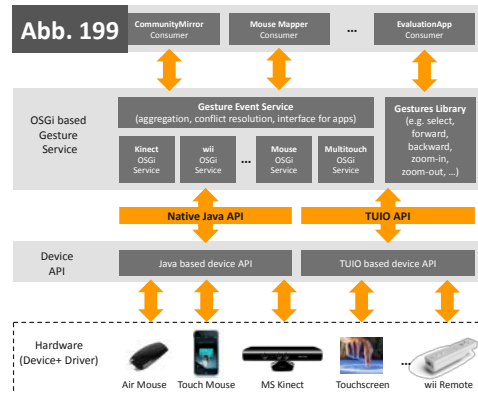 Abb. 199
CommunityMirror
Consumer
Mouse Mapper
Consumer
...
EvaluationApp
Consumer
OSGi based
Gesture
Service
Gesture Event Service
(aggregation, conflict resolution, interface for apps)
Kinect
OSGi
Service
wii
OSGi
Service
...
Mouse
OSGi
Service
Multitouch
OSGi
Service
Gestures Library
(e.g. select,
forward,
backward,
zoom-in,
zoom-out, ...)
Native Java API
TUIO API
Device
API
Java based device API
TUIO based device API
Hardware
(Device+ Driver)
Air Mouse
Touch Mouse
MS Kinect
Touchscreen
...
wii Remote